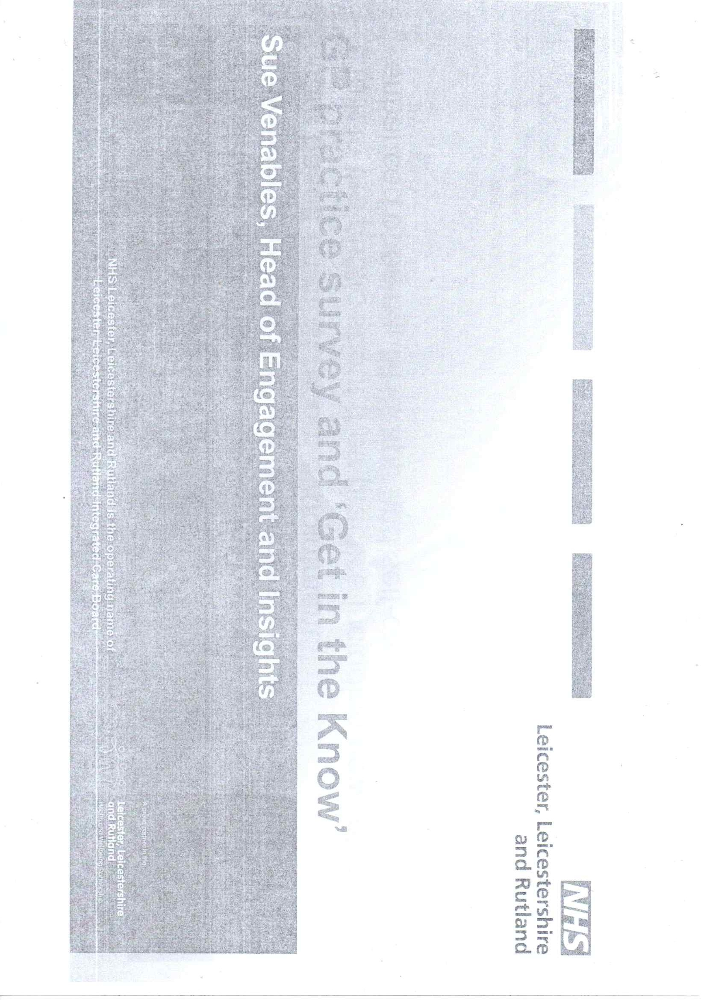 NHS
Leicester, Leicestershire
and Rutland
GP practice survey and ‘Get in the Know’
Sue Venables, Head of Engagement and Insights
A proud partner in the:
Leicester, Leicestershire
and Rutland
Health and Wellbeing Partnership
NHS Leicester, Leicestershire and Rutland is the operating name of
Leicester, Leicestershire and Rutland Integrated Care Board